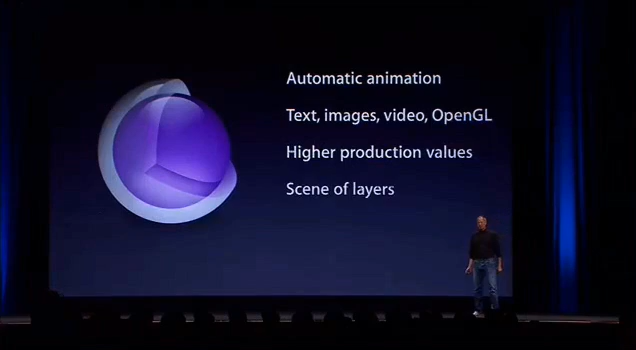 Automatic animation
Text, images, video, OpenGL
Higher production values
Scene of layers